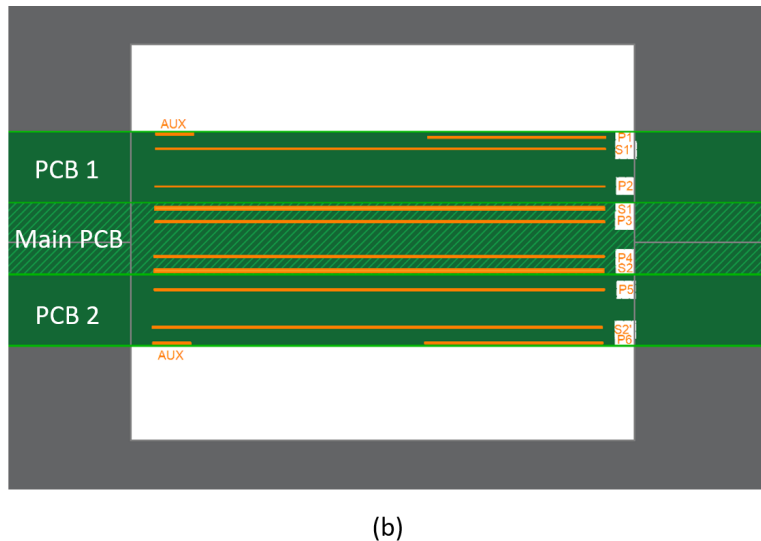 AUX
P1
S1'
PCB 1
P2
S1
P3
Main PCB
P4
S2
P5
PCB 2
S2'
P6
AUX
(b)